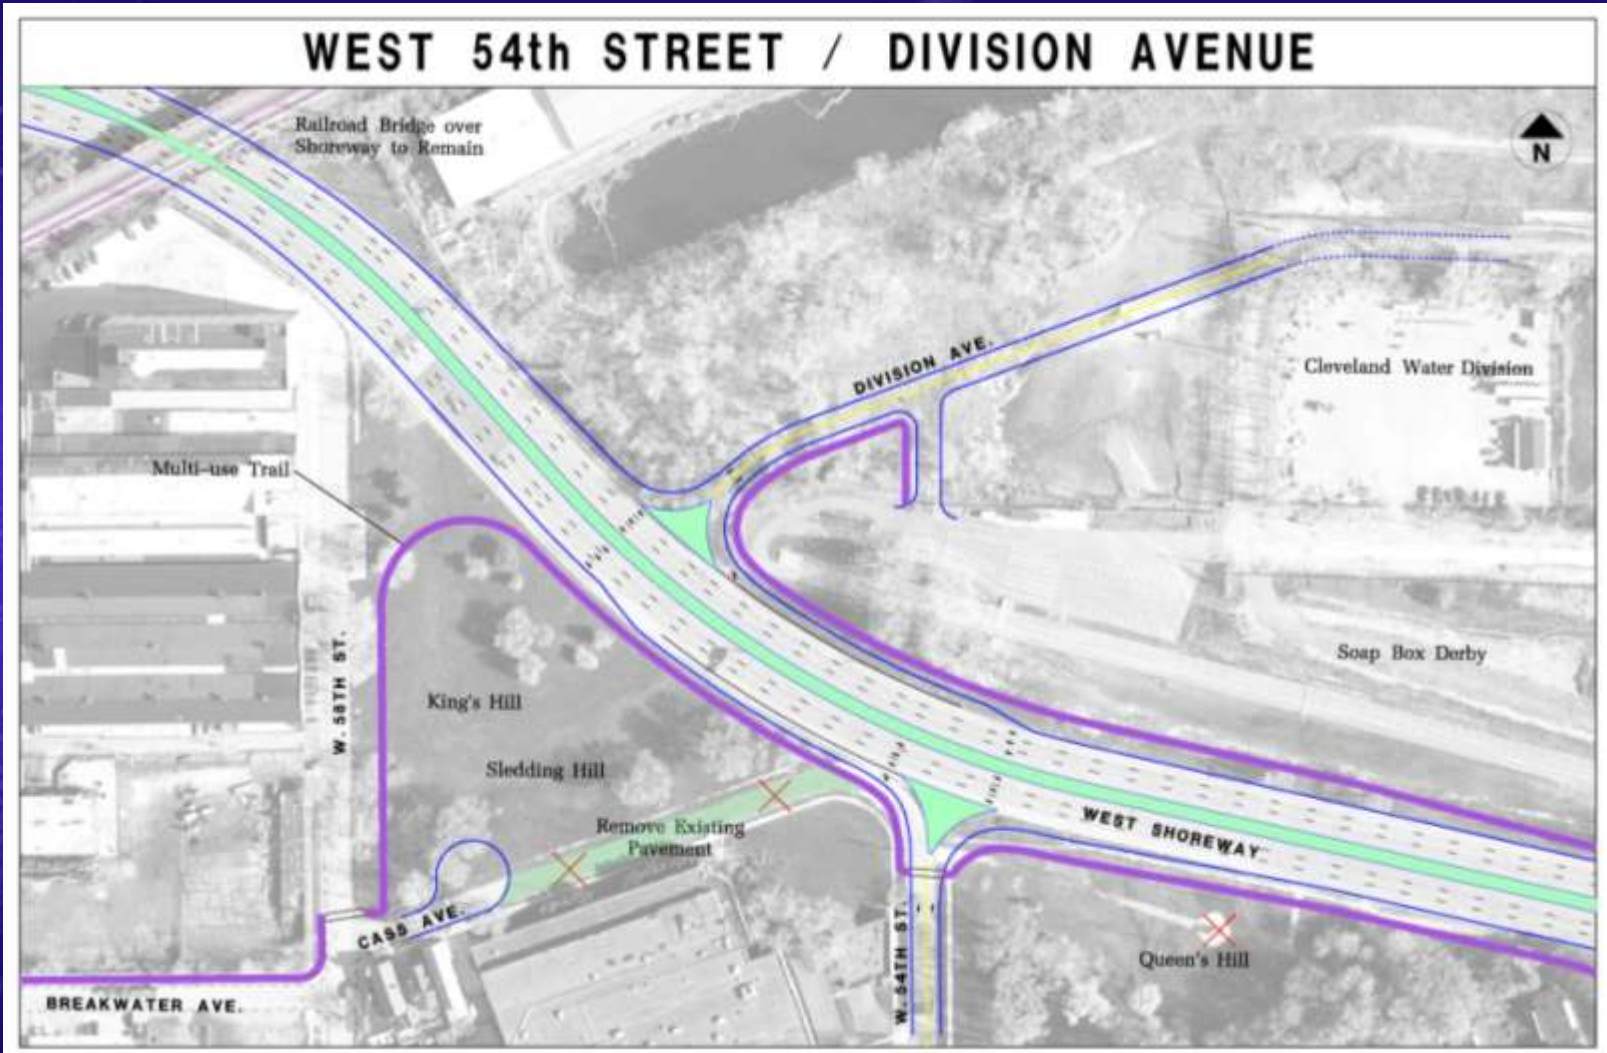 WEST 54th STREET / DIVISION AVENUE
Railroad Bridge over
Shoreway to Remain
N
DIVISION AVE.
Cleveland Water Division
Multi-use Trail
Soap Box Derby
W. 58TH ST.
King's Hill
Sledding Hill
Remove Existing
Pavement
WEST SHOREWAY
CASS AVE.
W. 54TH ST.
Queen's Hill
BREAKWATER AVE.